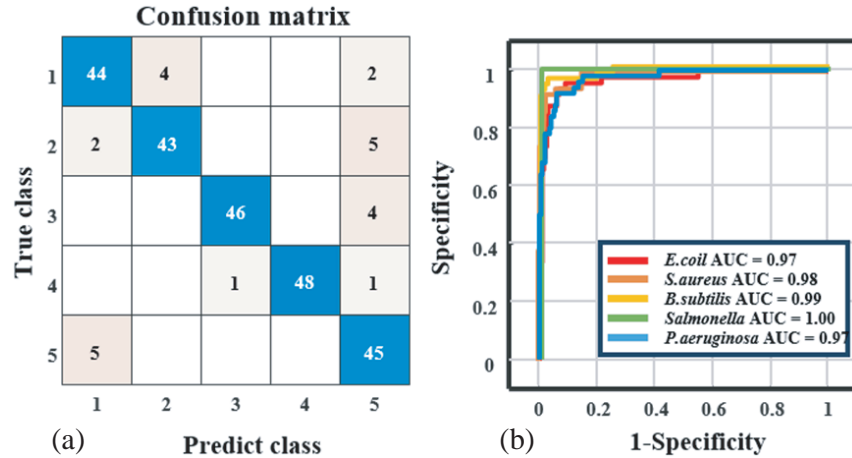 Confusion matrix
True class
1 44 4 2
2 2 43 5
3 46 4
4 1 48 1
5 5 45
1 2 3 4 5
Predict class
(a)
Specificity
1
0.8
0.6
0.4
0.2
0
E.coil AUC = 0.97
S.aureus AUC = 0.98
B.subtilis AUC = 0.99
Salmonella AUC = 1.00
P.aeruginosa AUC = 0.97
0 0.2 0.4 0.6 0.8 1
1-Specificity
(b)